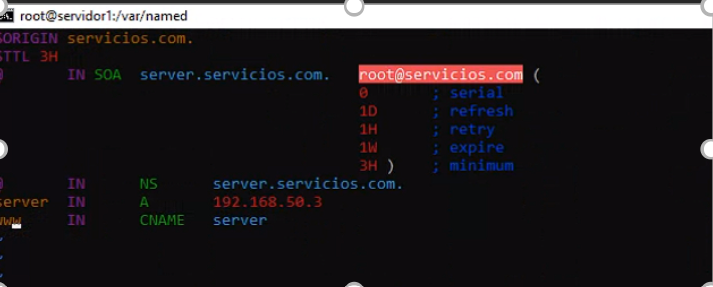 root@servidor1:/var/named
$ORIGIN servicios.com.
$TTL 3H
@ IN SOA server.servicios.com. root@servicios.com (
0 ; serial
1D ; refresh
1H ; retry
1W ; expire
3H ) ; minimum
@ IN NS server.servicios.com.
server IN A 192.168.50.3
www IN CNAME server
~
~
~